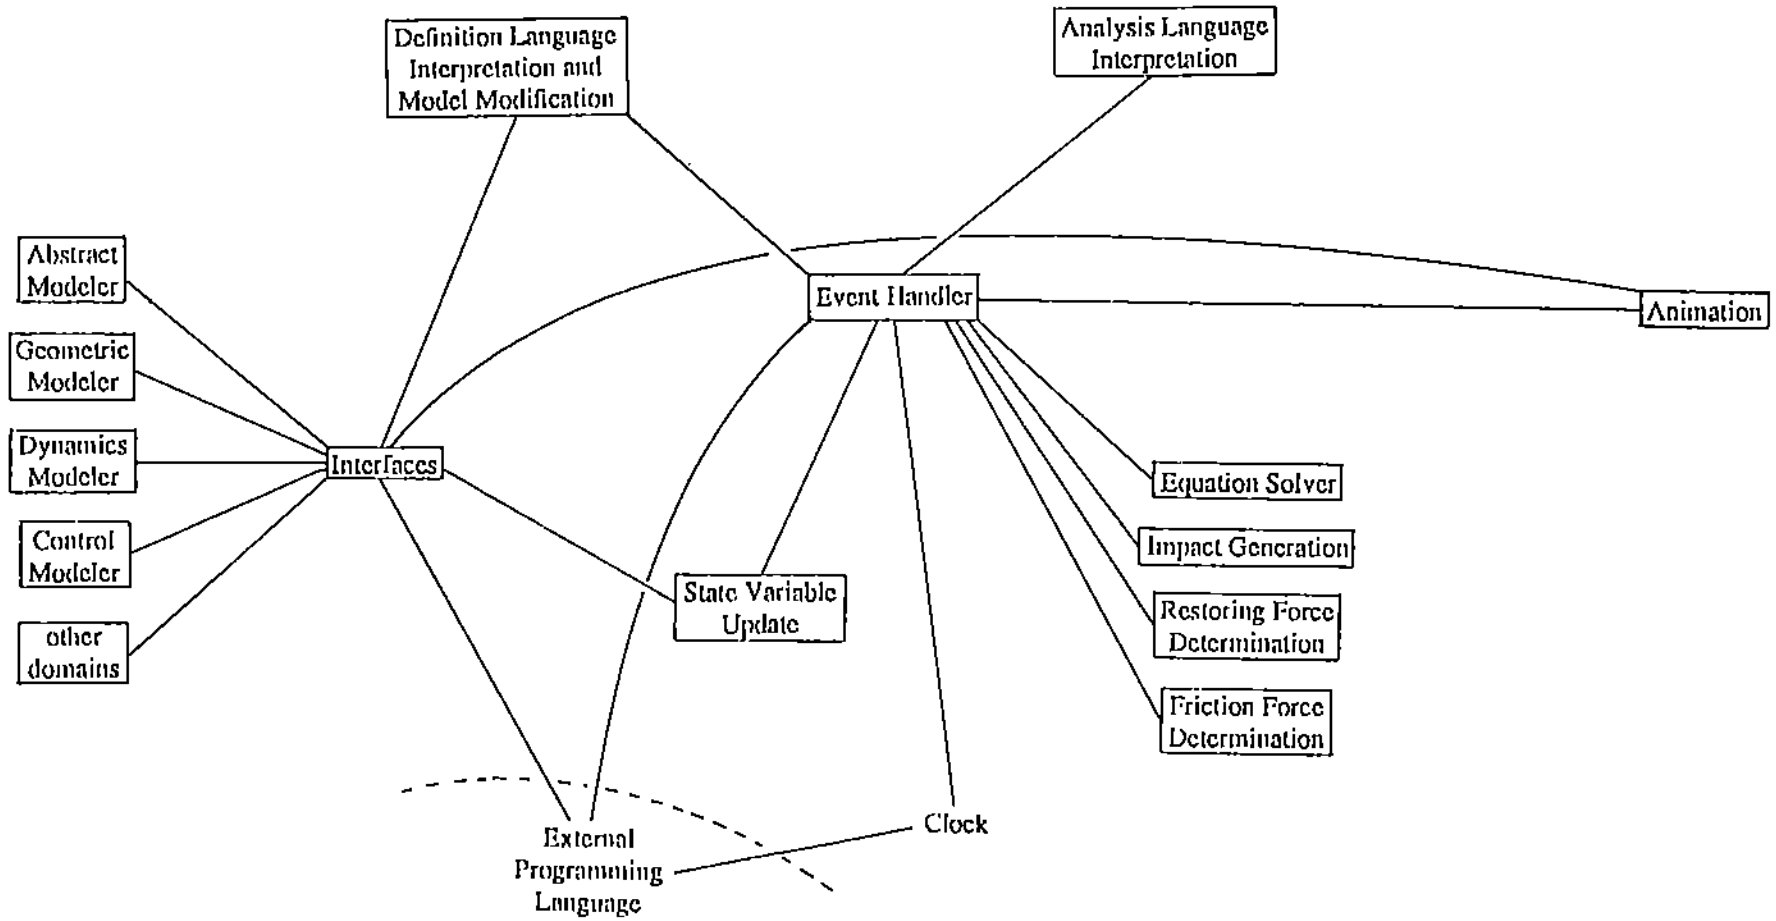 Definition Language
Interpretation and
Model Modification
Analysis Language
Interpretation
Abstract
Modeler
Geometric
Modeler
Dynamics
Modeler
Control
Modeler
other
domains
Interfaces
Event Handler
Animation
State Variable
Update
Equation Solver
Impact Generation
Restoring Force
Determination
Friction Force
Determination
External
Programming
Language
Clock